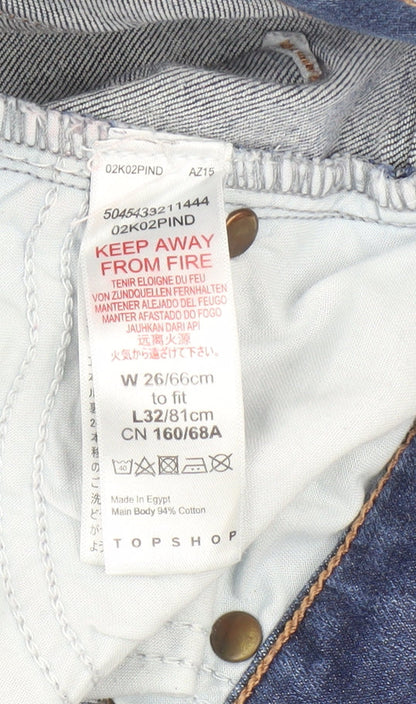 02K02PIND AZ15
5045433211444
02K02PIND
KEEP AWAY
FROM FIRE
TENIR ELOIGNE DU FEU
VON ZUNDQUELLEN FERNHALTEN
MANTENER ALEJADO DEL FEUGO
MANTER AFASTADO DO FOGO
JAUHKAN DARI API
远离火源
火気から遠ざけて下さい。
W 26/66cm
to fit
L32/81cm
CN 160/68A
40
Made In Egypt
Main Body 94% Cotton
TOPSHOP